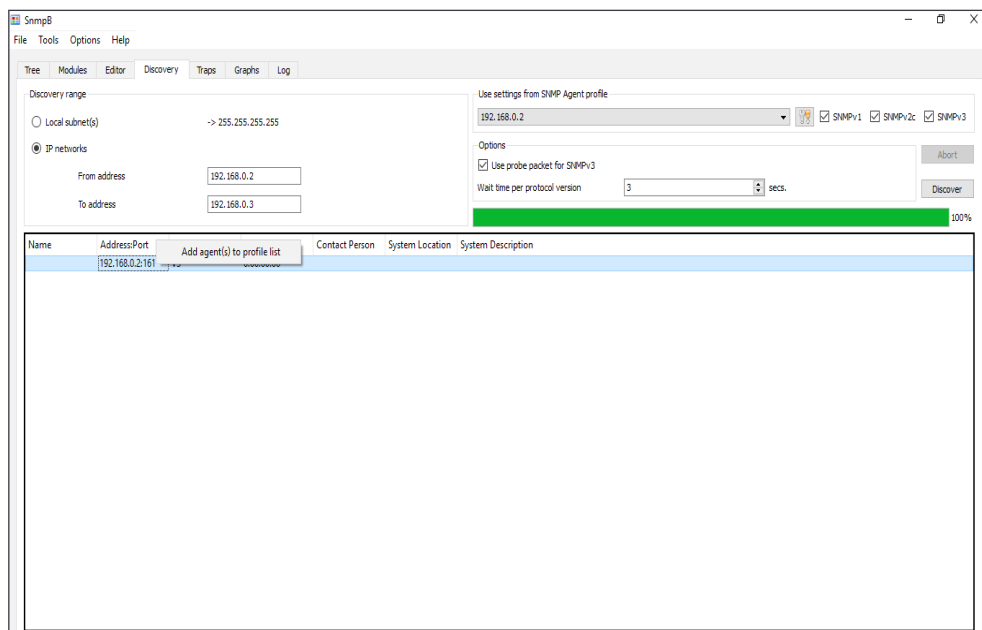 SnmpB
File Tools Options Help
Tree Modules Editor Discovery Traps Graphs Log
Discovery range
Local subnet(s) -> 255.255.255.255
IP networks
From address 192.168.0.2
To address 192.168.0.3
Use settings from SNMP Agent profile
192.168.0.2 SNMPv1 SNMPv2c SNMPv3
Options
Use probe packet for SNMPv3
Wait time per protocol version 3 secs.
Abort
Discover
100%
Name Address:Port Contact Person System Location System Description
Add agent(s) to profile list
192.168.0.2:161